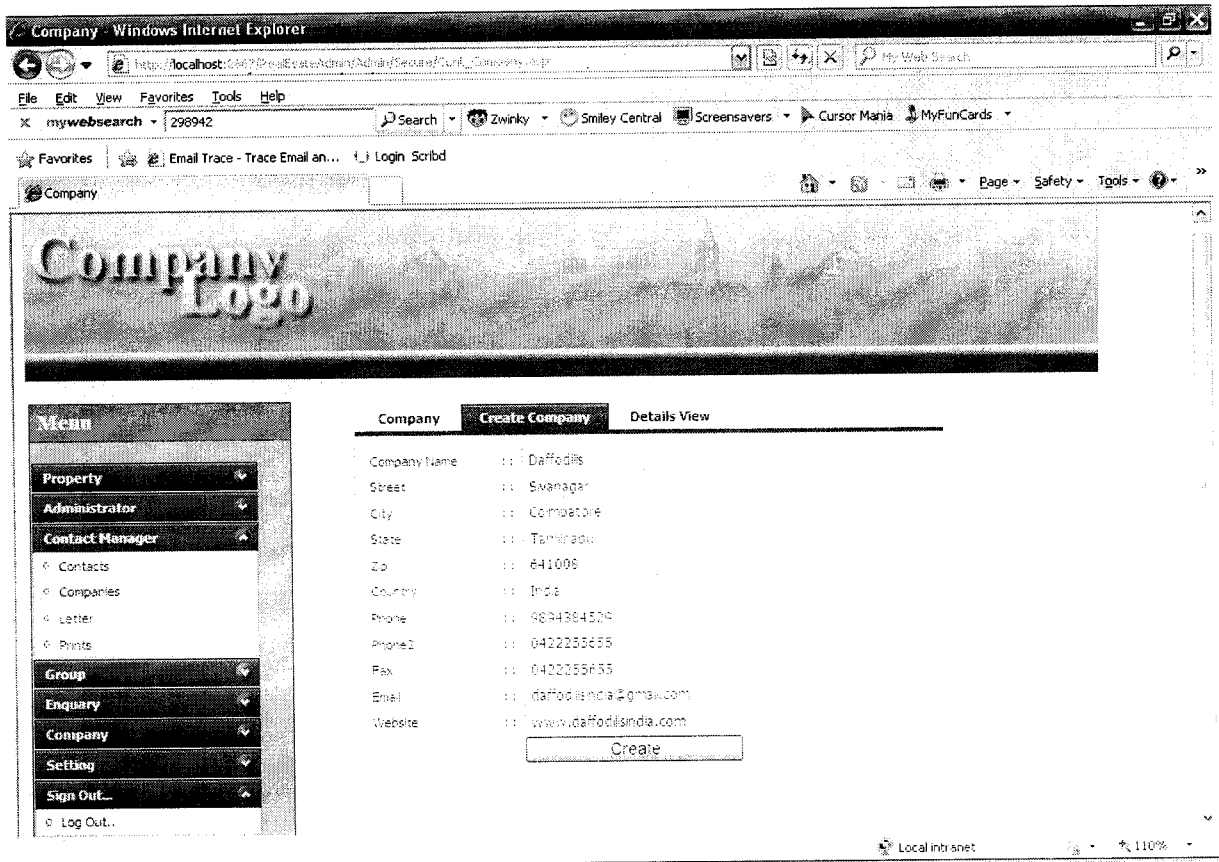 Company - Windows Internet Explorer
http://localhost: My Web Search
File Edit View Favorites Tools Help
X mywebsearch 298942 Search Zwinky Smiley Central Screensavers Cursor Mania MyFunCards
Favorites Email Trace - Trace Email an... Login Scribd
Company Page Safety Tools
Company
Logo
Menu
Property
Administrator
Contact Manager
Contacts
Companies
Letter
Prints
Group
Enquary
Company
Setting
Sign Out...
Log Out..
Company Create Company Details View
Company Name :: Daffodils
Street :: Sivanagar
City :: Coimbatore
State :: Tamilnadu
Zip :: 641008
Country :: India
Phone :: 9894384529
Phone2 :: 0422255655
Fax :: 0422255655
Email :: daffodilsindia@gmail.com
Website :: www.daffodilsindia.com
Create
Local intranet 110%